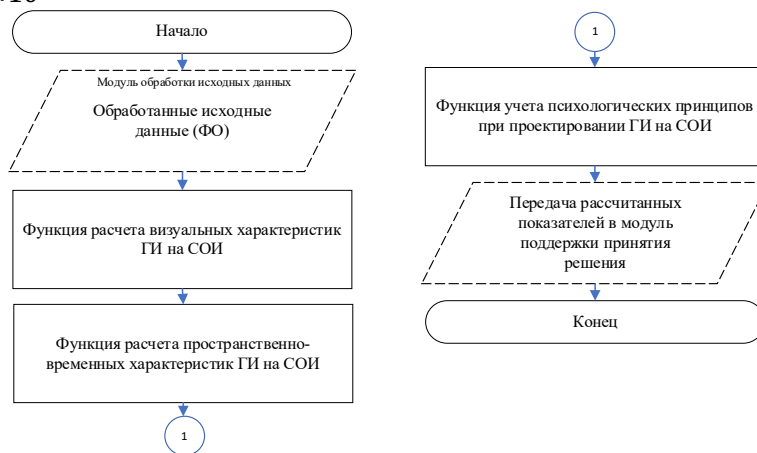 Начало
Модуль обработки исходных данных
Обработанные исходные
данные (ФО)
Функция расчета визуальных характеристик
ГИ на СОИ
Функция расчета пространственно-
временных характеристик ГИ на СОИ
1
1
Функция учета психологических принципов
при проектировании ГИ на СОИ
Передача рассчитанных
показателей в модуль
поддержки принятия
решения
Конец